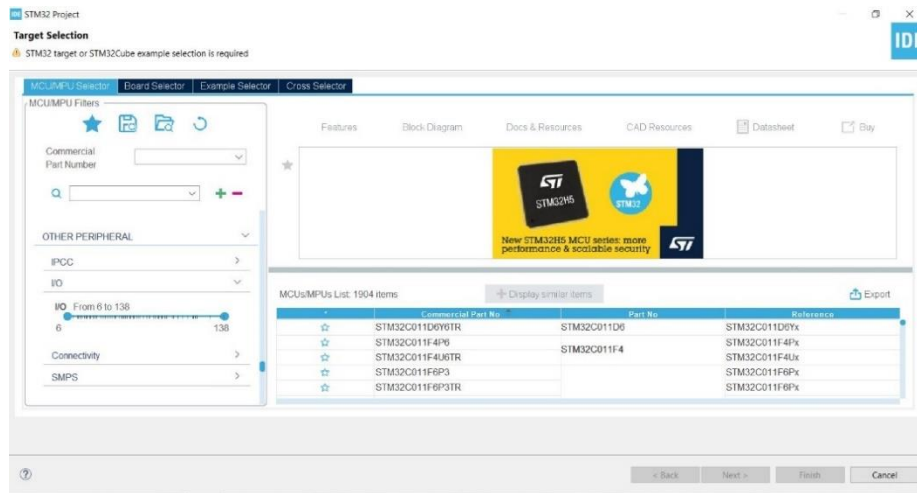 IDE STM32 Project
Target Selection
STM32 target or STM32Cube example selection is required
IDE
MCU/MPU Selector Board Selector Example Selector Cross Selector
MCU/MPU Filters
Features Block Diagram Docs & Resources CAD Resources Datasheet Buy
Commercial
Part Number
ST
STM32H5
STM32
New STM32H5 MCU series: more
performance & scalable security
ST
OTHER PERIPHERAL
IPCC
I/O
I/O From 6 to 138
6 138
Connectivity
SMPS
MCUs/MPUs List: 1904 items + Display similar items Export
* Commercial Part No Part No Reference
STM32C011D6Y6TR STM32C011D6 STM32C011D6Yx
STM32C011F4P6 STM32C011F4 STM32C011F4Px
STM32C011F4U6TR STM32C011F4Ux
STM32C011F6P3 STM32C011F6Px
STM32C011F6P3TR STM32C011F6Px
? < Back Next > Finish Cancel